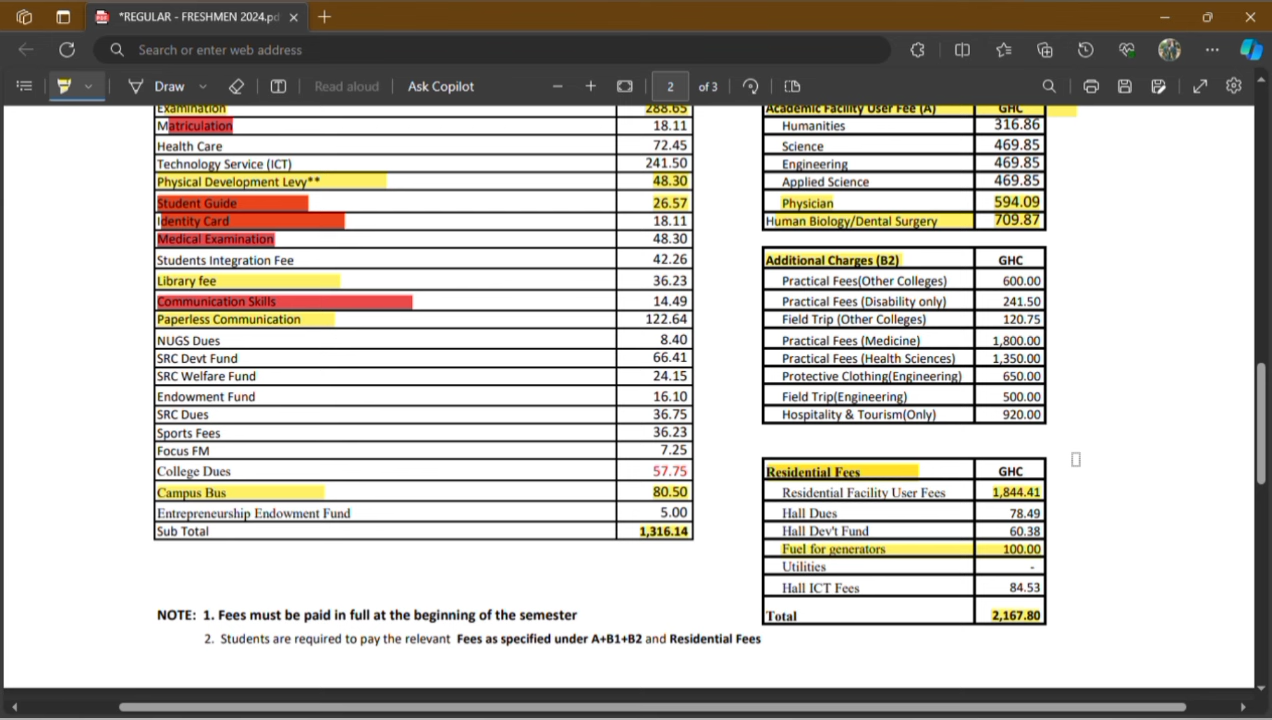 *REGULAR - FRESHMEN 2024.pd
Search or enter web address
Draw
Read aloud
Ask Copilot
2
of 3
Examination 288.65
Matriculation 18.11
Health Care 72.45
Technology Service (ICT) 241.50
Physical Development Levy** 48.30
Student Guide 26.57
Identity Card 18.11
Medical Examination 48.30
Students Integration Fee 42.26
Library fee 36.23
Communication Skills 14.49
Paperless Communication 122.64
NUGS Dues 8.40
SRC Devt Fund 66.41
SRC Welfare Fund 24.15
Endowment Fund 16.10
SRC Dues 36.75
Sports Fees 36.23
Focus FM 7.25
College Dues 57.75
Campus Bus 80.50
Entrepreneurship Endowment Fund 5.00
Sub Total 1,316.14
Academic Facility User Fee (A) GHC
Humanities 316.86
Science 469.85
Engineering 469.85
Applied Science 469.85
Physician 594.09
Human Biology/Dental Surgery 709.87
Additional Charges (B2) GHC
Practical Fees(Other Colleges) 600.00
Practical Fees (Disability only) 241.50
Field Trip (Other Colleges) 120.75
Practical Fees (Medicine) 1,800.00
Practical Fees (Health Sciences) 1,350.00
Protective Clothing(Engineering) 650.00
Field Trip(Engineering) 500.00
Hospitality & Tourism(Only) 920.00
Residential Fees GHC
Residential Facility User Fees 1,844.41
Hall Dues 78.49
Hall Dev't Fund 60.38
Fuel for generators 100.00
Utilities -
Hall ICT Fees 84.53
Total 2,167.80
NOTE: 1. Fees must be paid in full at the beginning of the semester
2. Students are required to pay the relevant Fees as specified under A+B1+B2 and Residential Fees